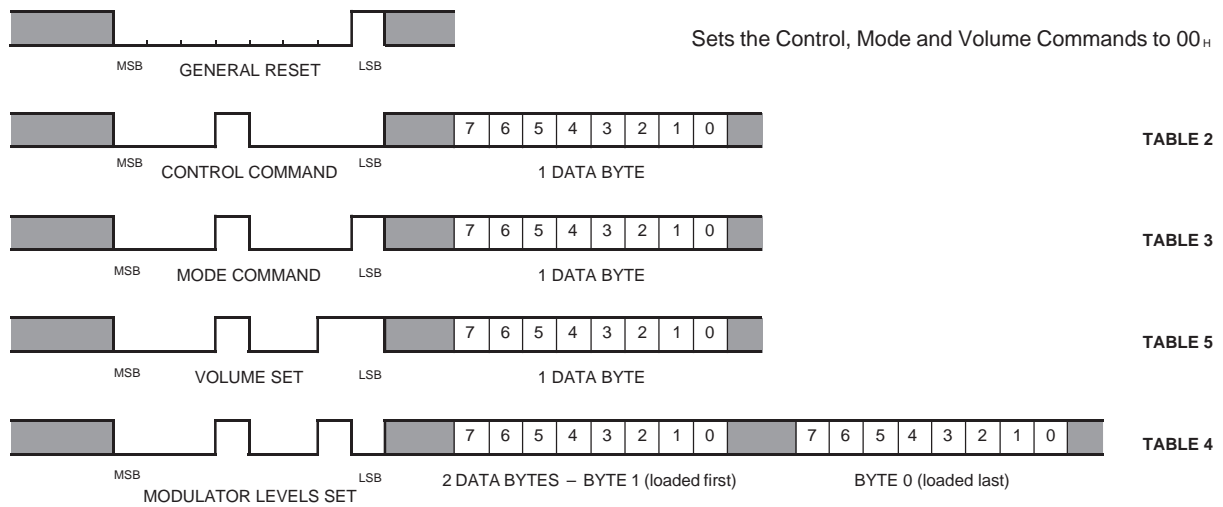 Sets the Control, Mode and Volume Commands to 00H
MSB GENERAL RESET LSB
7 6 5 4 3 2 1 0
TABLE 2
MSB CONTROL COMMAND LSB 1 DATA BYTE
7 6 5 4 3 2 1 0
TABLE 3
MSB MODE COMMAND LSB 1 DATA BYTE
7 6 5 4 3 2 1 0
TABLE 5
MSB VOLUME SET LSB 1 DATA BYTE
7 6 5 4 3 2 1 0 7 6 5 4 3 2 1 0
TABLE 4
MSB MODULATOR LEVELS SET LSB 2 DATA BYTES – BYTE 1 (loaded first) BYTE 0 (loaded last)